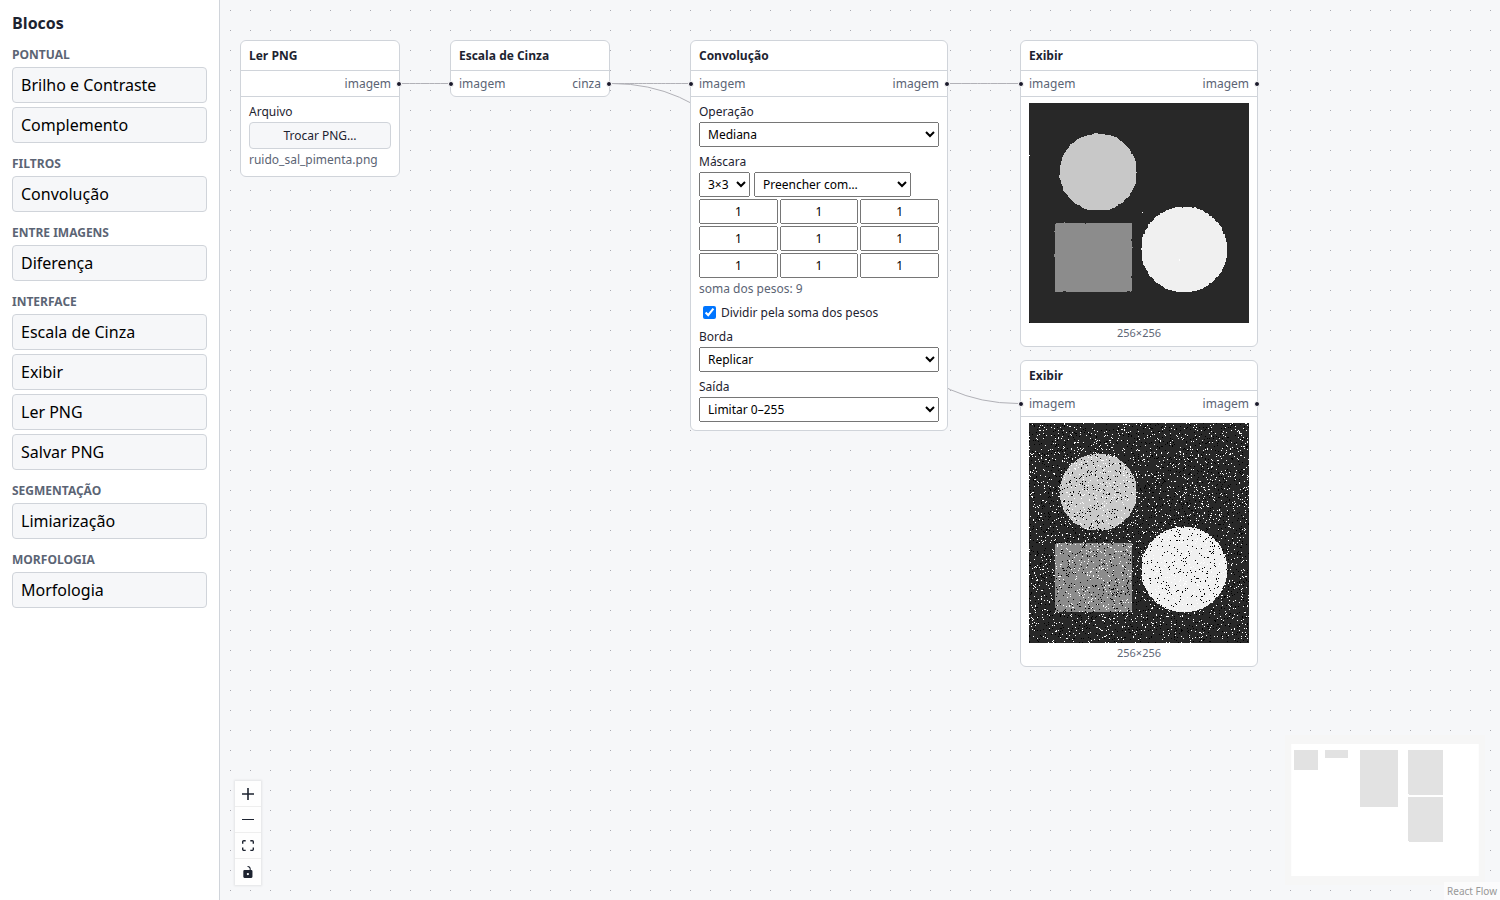 Blocos
PONTUAL
Brilho e Contraste
Complemento
FILTROS
Convolução
ENTRE IMAGENS
Diferença
INTERFACE
Escala de Cinza
Exibir
Ler PNG
Salvar PNG
SEGMENTAÇÃO
Limiarização
MORFOLOGIA
Morfologia
Ler PNG
imagem
Arquivo
Trocar PNG...
ruido_sal_pimenta.png
Escala de Cinza
imagem cinza
Convolução
imagem imagem
Operação
Mediana
Máscara
3×3 Preencher com...
1 1 1
1 1 1
1 1 1
soma dos pesos: 9
Dividir pela soma dos pesos
Borda
Replicar
Saída
Limitar 0–255
Exibir
imagem imagem
256×256
Exibir
imagem imagem
256×256
React Flow